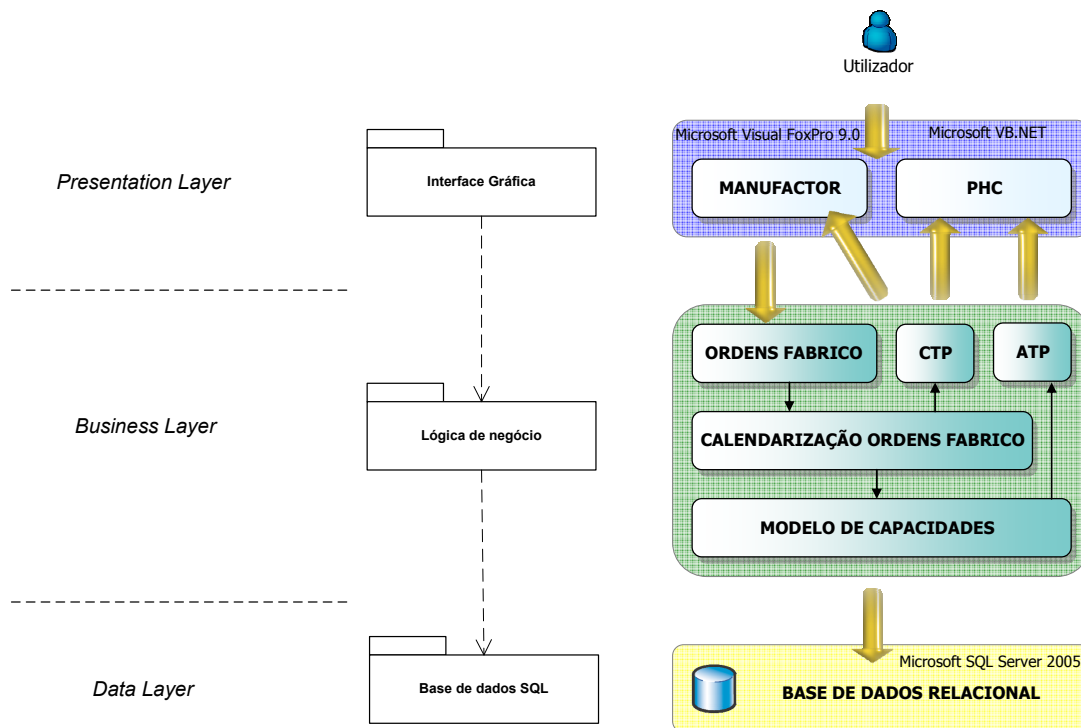 Utilizador
Microsoft Visual FoxPro 9.0
Microsoft VB.NET
Presentation Layer
Interface Gráfica
MANUFACTOR
PHC
ORDENS FABRICO
CTP
ATP
Business Layer
Lógica de negócio
CALENDARIZAÇÃO ORDENS FABRICO
MODELO DE CAPACIDADES
Microsoft SQL Server 2005
Data Layer
Base de dados SQL
BASE DE DADOS RELACIONAL